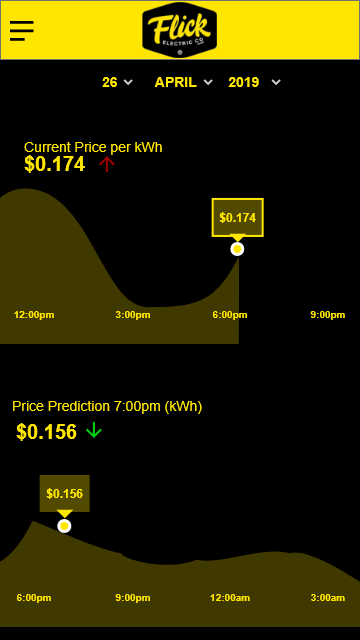 Flick
ELECTRIC CO
®
26 APRIL 2019
Current Price per kWh
$0.174
$0.174
12:00pm 3:00pm 6:00pm 9:00pm
Price Prediction 7:00pm (kWh)
$0.156
$0.156
6:00pm 9:00pm 12:00am 3:00am